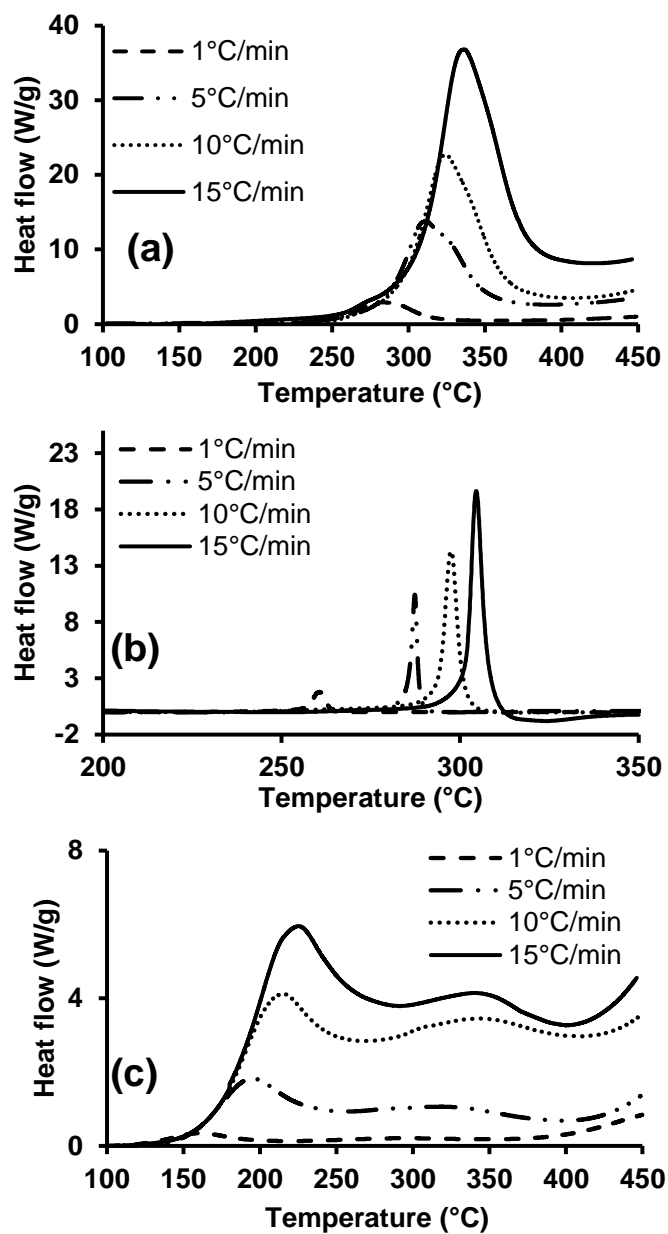 40
30
20
10
0
Heat flow (W/g)
1°C/min
5°C/min
10°C/min
15°C/min
(a)
100 150 200 250 300 350 400 450
Temperature (°C)
23
18
13
8
3
-2
Heat flow (W/g)
1°C/min
5°C/min
10°C/min
15°C/min
(b)
200 250 300 350
Temperature (°C)
8
4
0
Heat flow (W/g)
1°C/min
5°C/min
10°C/min
15°C/min
(c)
100 150 200 250 300 350 400 450
Temperature (°C)